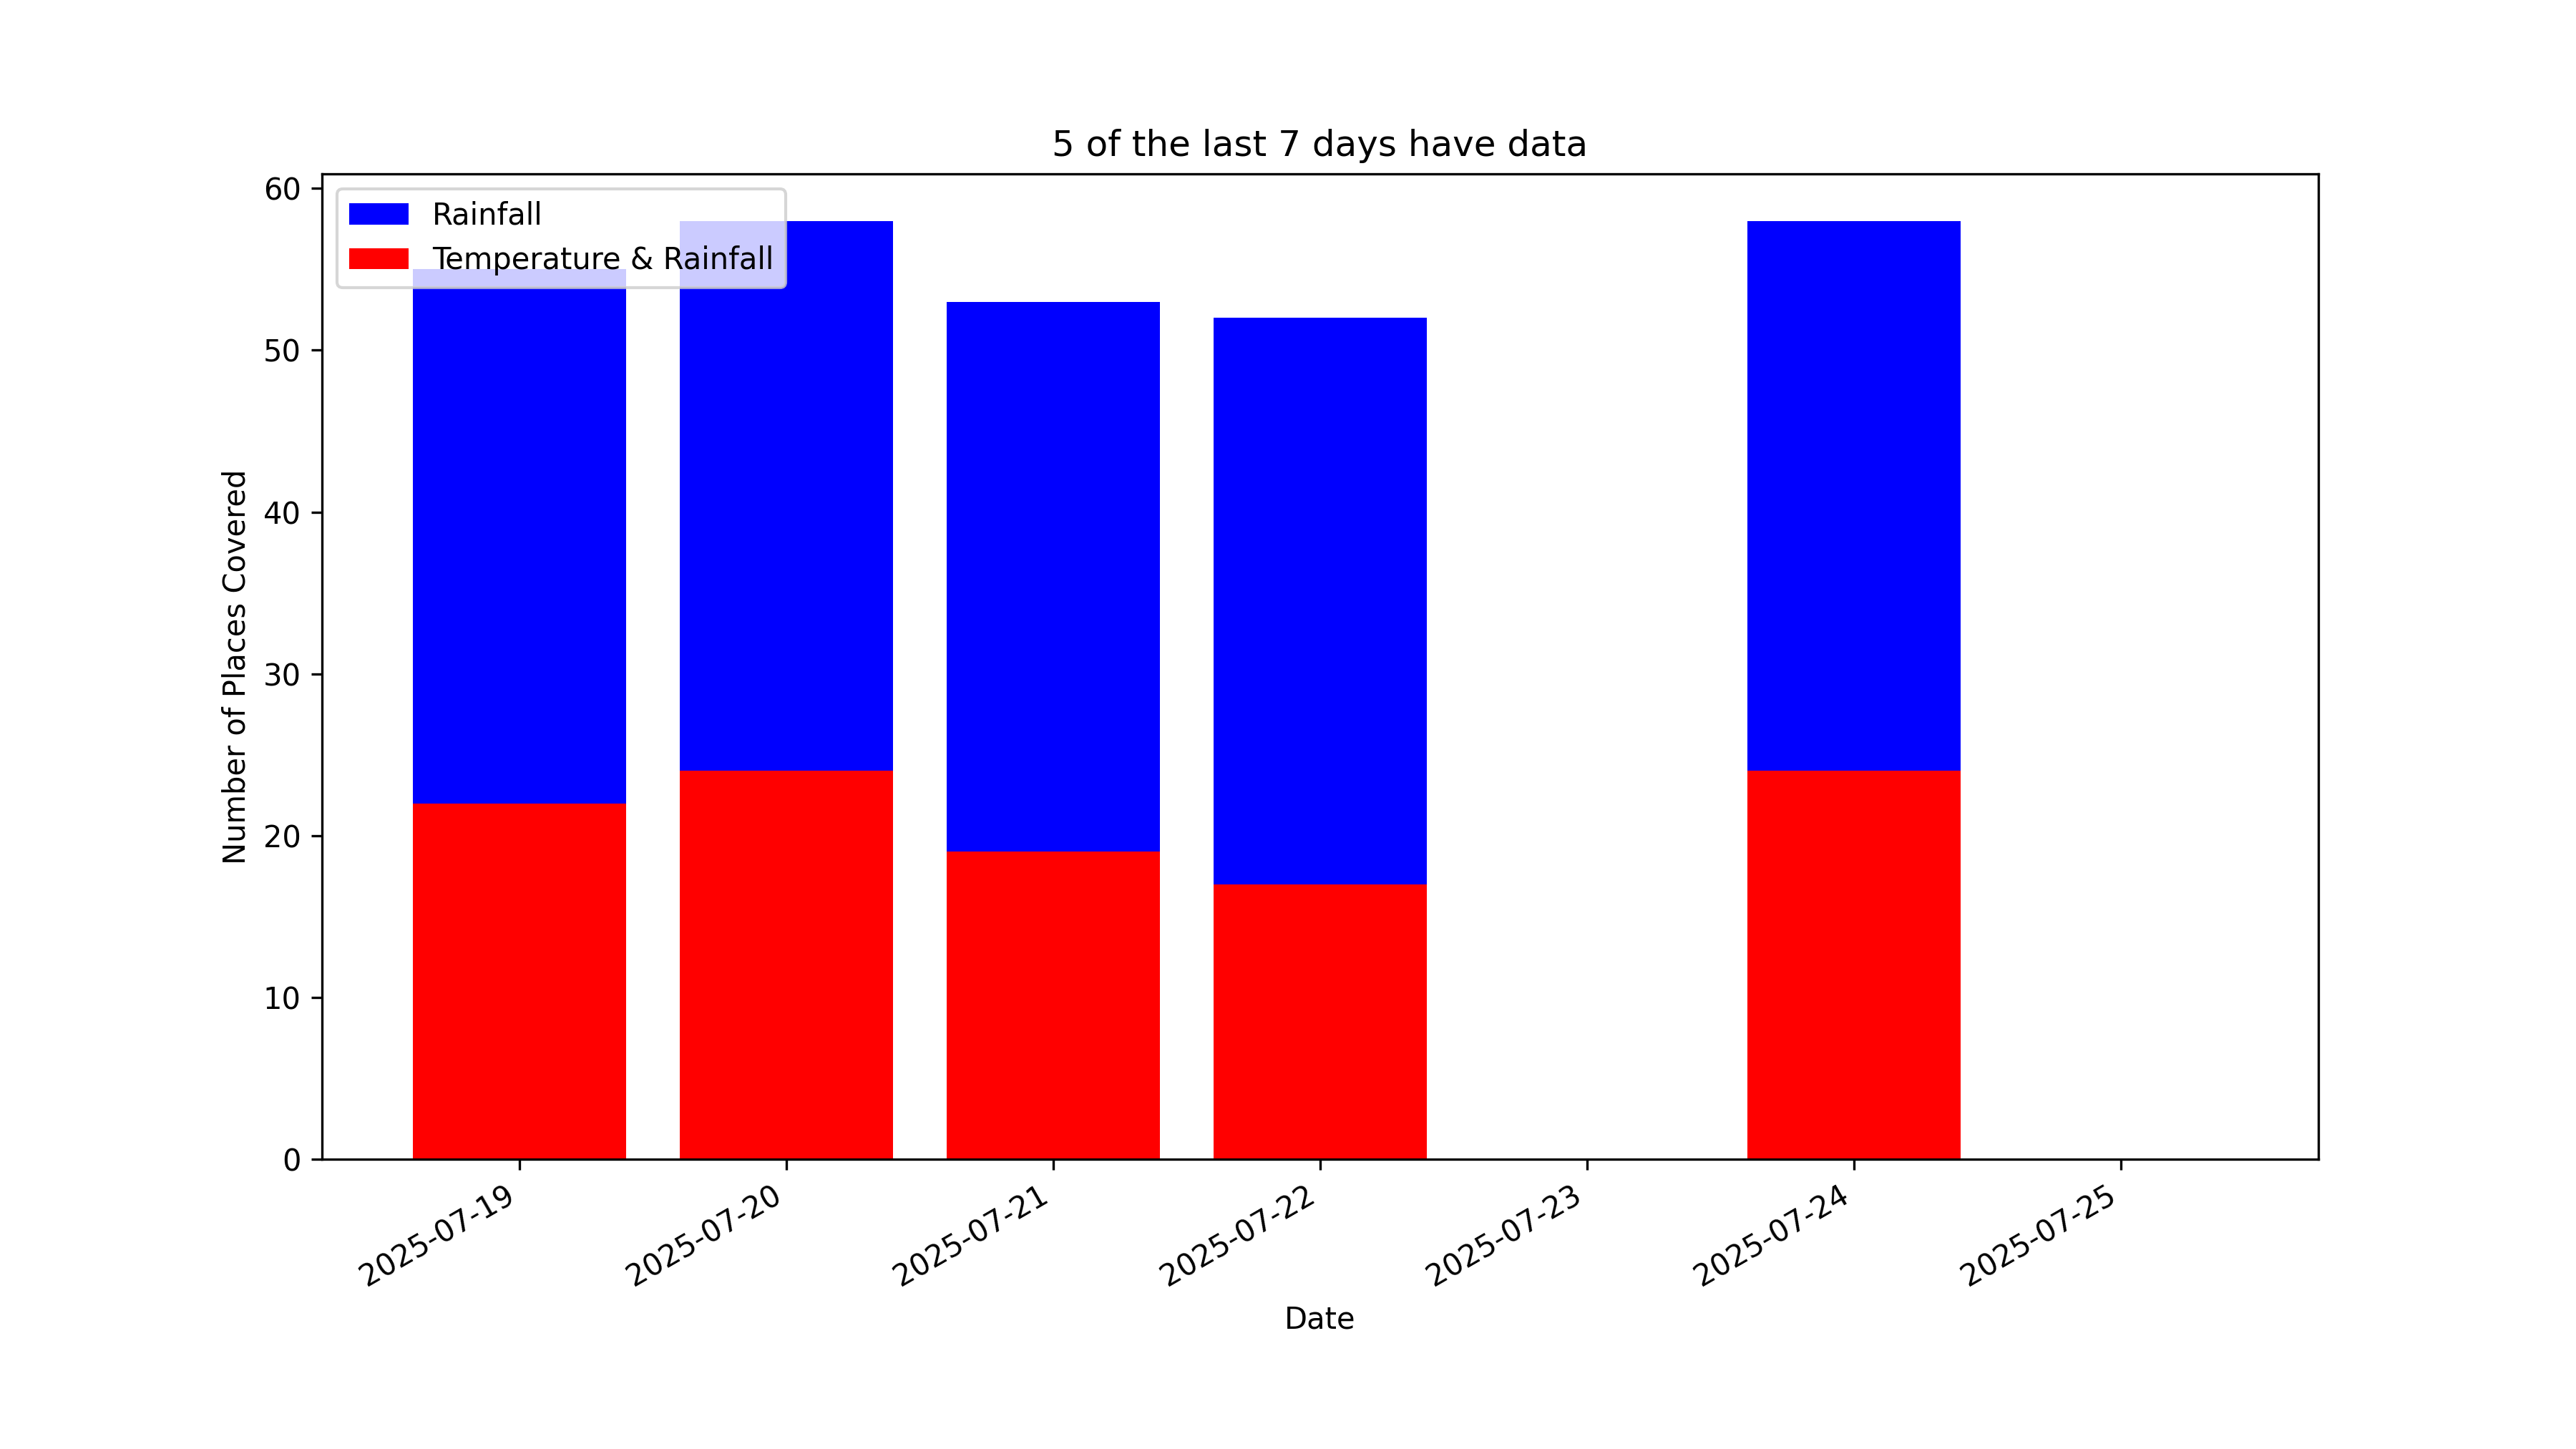 5 of the last 7 days have data
Rainfall
Temperature & Rainfall
Number of Places Covered
60
50
40
30
20
10
0
2025-07-19
2025-07-20
2025-07-21
2025-07-22
2025-07-23
2025-07-24
2025-07-25
Date